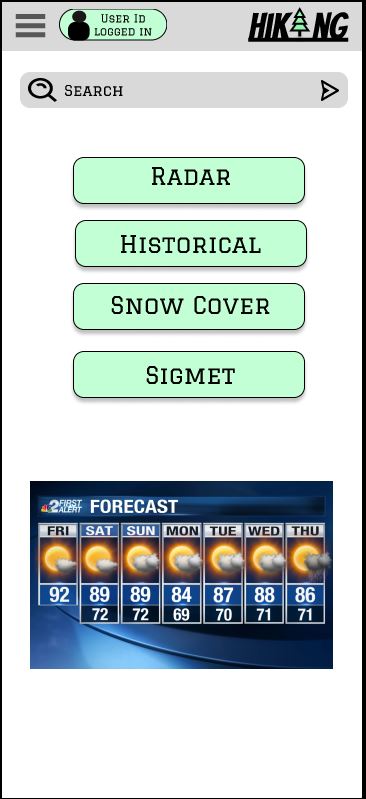 User Id
logged in
HIKING
Search
Radar
Historical
Snow Cover
Sigmet
2 FIRST ALERT FORECAST
FRI SAT SUN MON TUE WED THU
92 89 89 84 87 88 86
72 72 69 70 71 71